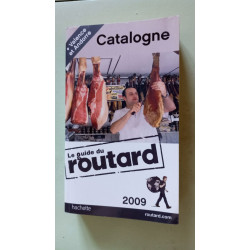 + Valence
et Andorre
Catalogne
Le guide du
routard
2009
hachette
routard.com